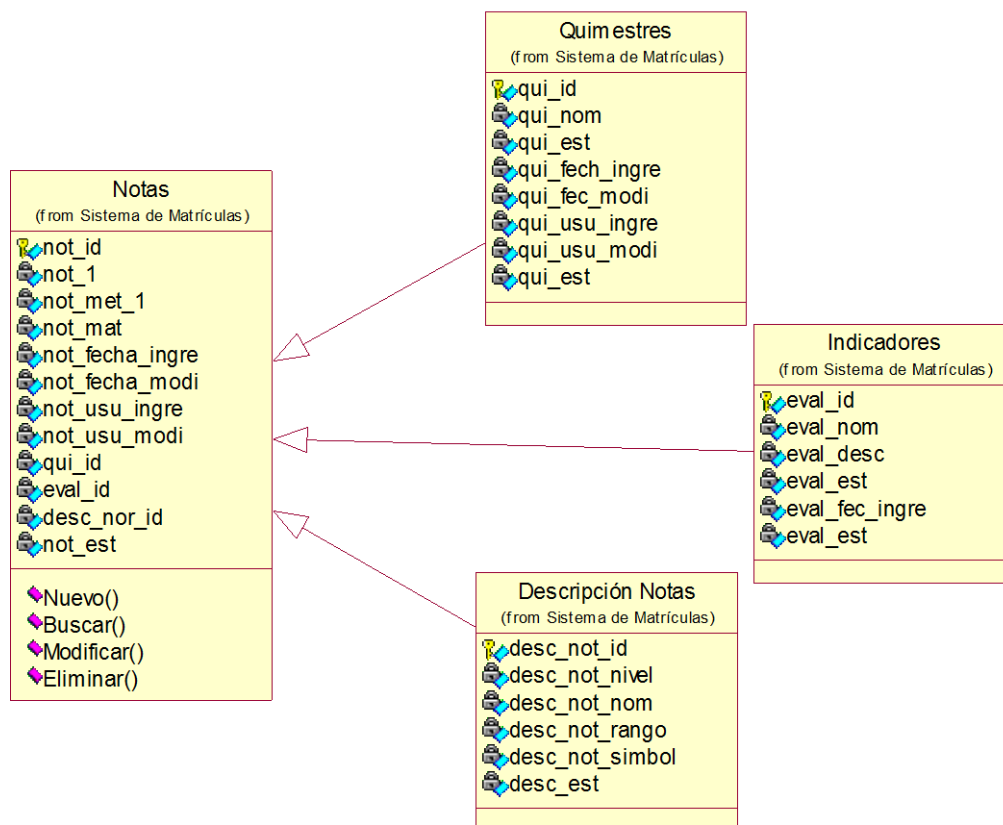 Quimestres
(from Sistema de Matrículas)
qui_id
qui_nom
qui_est
qui_fech_ingre
qui_fec_modi
qui_usu_ingre
qui_usu_modi
qui_est
Notas
(from Sistema de Matrículas)
not_id
not_1
not_met_1
not_mat
not_fecha_ingre
not_fecha_modi
not_usu_ingre
not_usu_modi
qui_id
eval_id
desc_nor_id
not_est
Nuevo()
Buscar()
Modificar()
Eliminar()
Indicadores
(from Sistema de Matrículas)
eval_id
eval_nom
eval_desc
eval_est
eval_fec_ingre
eval_est
Descripción Notas
(from Sistema de Matrículas)
desc_not_id
desc_not_nivel
desc_not_nom
desc_not_rango
desc_not_simbol
desc_est